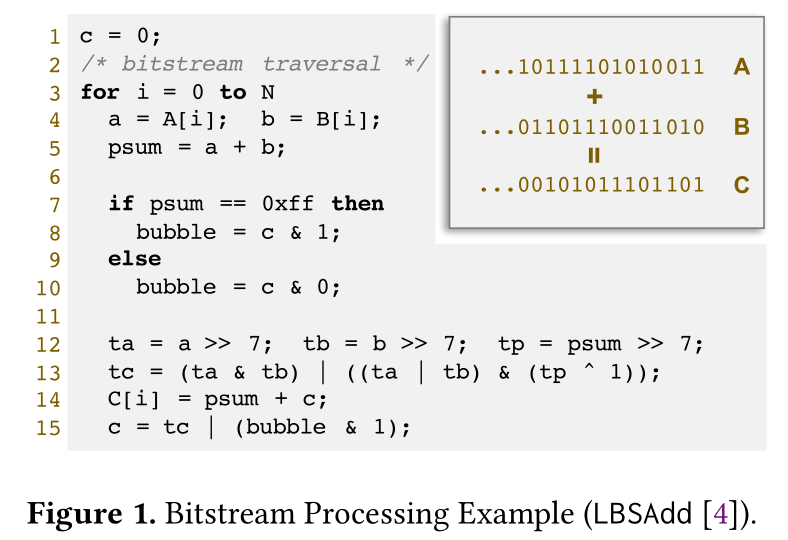 1 c = 0;
2 /* bitstream traversal */
3 for i = 0 to N
4 a = A[i]; b = B[i];
5 psum = a + b;
6
7 if psum == 0xff then
8 bubble = c & 1;
9 else
10 bubble = c & 0;
11
12 ta = a >> 7; tb = b >> 7; tp = psum >> 7;
13 tc = (ta & tb) | ((ta | tb) & (tp ^ 1));
14 C[i] = psum + c;
15 c = tc | (bubble & 1);
...10111101010011 A
+
...01101110011010 B
=
...00101011101101 C
Figure 1. Bitstream Processing Example (LBSAdd [4]).